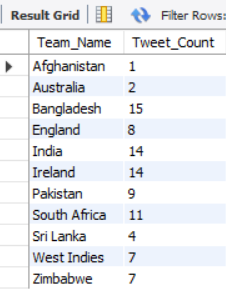 Result Grid Filter Rows:
Team_Name Tweet_Count
Afghanistan 1
Australia 2
Bangladesh 15
England 8
India 14
Ireland 14
Pakistan 9
South Africa 11
Sri Lanka 4
West Indies 7
Zimbabwe 7